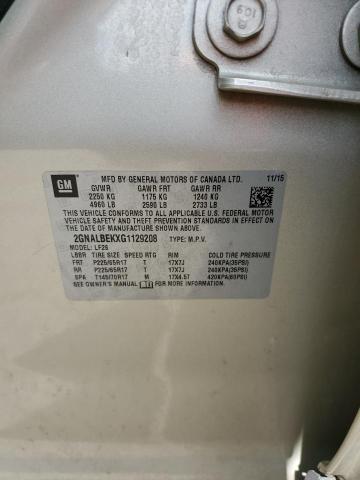 109
GM
MFD BY GENERAL MOTORS OF CANADA LTD. 11/15
GVWR GAWR FRT GAWR RR
2250 KG 1175 KG 1240 KG
4960 LB 2590 LB 2733 LB
THIS VEHICLE CONFORMS TO ALL APPLICABLE U.S. FEDERAL MOTOR
VEHICLE SAFETY AND THEFT PREVENTION STANDARDS IN EFFECT ON
THE DATE OF MANUFACTURE SHOWN ABOVE.
2GNALBEKXG1129208 TYPE: M.P.V.
MODEL: LF26
LBBR TIRE SIZE SPEED RTG RIM COLD TIRE PRESSURE
FRT P225/65R17 T 17X7J 240KPA(35PSI)
RR P225/65R17 T 17X7J 240KPA(35PSI)
SPA T145/70R17 M 17X4.5T 420KPA(60PSI)
SEE OWNER'S MANUAL FOR MORE INFORMATION